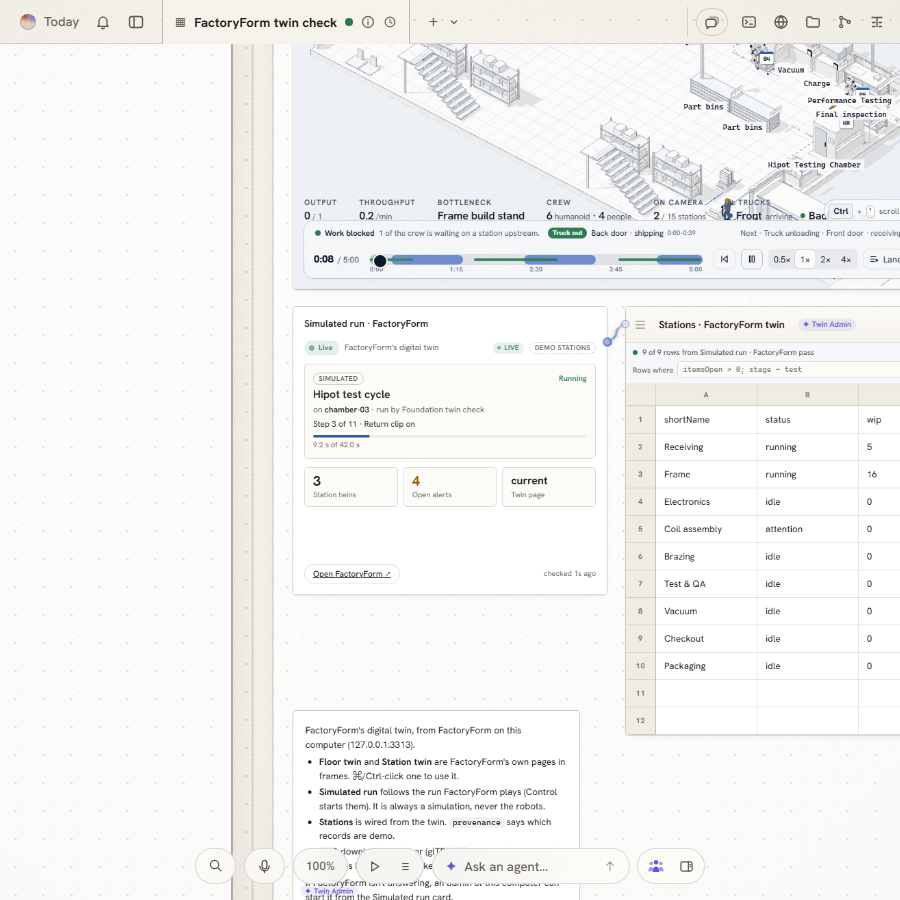 Today
FactoryForm twin check
04
Vacuum
Charge
Performance Testing
Part bins
Final inspection
HR
Part bins
Hipot Testing Chamber
OUTPUT THROUGHPUT BOTTLENECK CREW ON CAMERA TRUCKS
0 / 1 0.2 /min Frame build stand 6 humanoid · 4 people 2 / 15 stations Front arriving
Ctrl + ' scroll
Work blocked 1 of the crew is waiting on a station upstream. Truck out Back door · shipping 0:00-0:39 Next · Truck unloading · Front door · receiving
0:08 / 5:00
0.5× 1× 2× 4×
0:00 1:15 2:30 3:45 5:00
Simulated run · FactoryForm
Live FactoryForm's digital twin LIVE DEMO STATIONS
SIMULATED Running
Hipot test cycle
on chamber-03 · run by Foundation twin check
Step 3 of 11 · Return clip on
9.2 s of 42.0 s
3 4 current
Station twins Open alerts Twin page
Open FactoryForm ↗ checked 1s ago
Stations · FactoryForm twin Twin Admin
9 of 9 rows from Simulated run · FactoryForm pass
Rows where itemsOpen > 0; stage = test
A B
1 shortName status wip
2 Receiving running 5
3 Frame running 16
4 Electronics idle 0
5 Coil assembly attention 0
6 Brazing idle 0
7 Test & QA idle 0
8 Vacuum idle 0
9 Checkout idle 0
10 Packaging idle 0
11
12
FactoryForm's digital twin, from FactoryForm on this
computer (127.0.0.1:3313).
• Floor twin and Station twin are FactoryForm's own pages in
frames. ⌘/Ctrl-click one to use it.
• Simulated run follows the run FactoryForm plays (Control
starts them). It is always a simulation, never the robots.
• Stations is wired from the twin. provenance says which
records are demo.
100%
Ask an agent...
Twin Admin
start it from the Simulated run card.